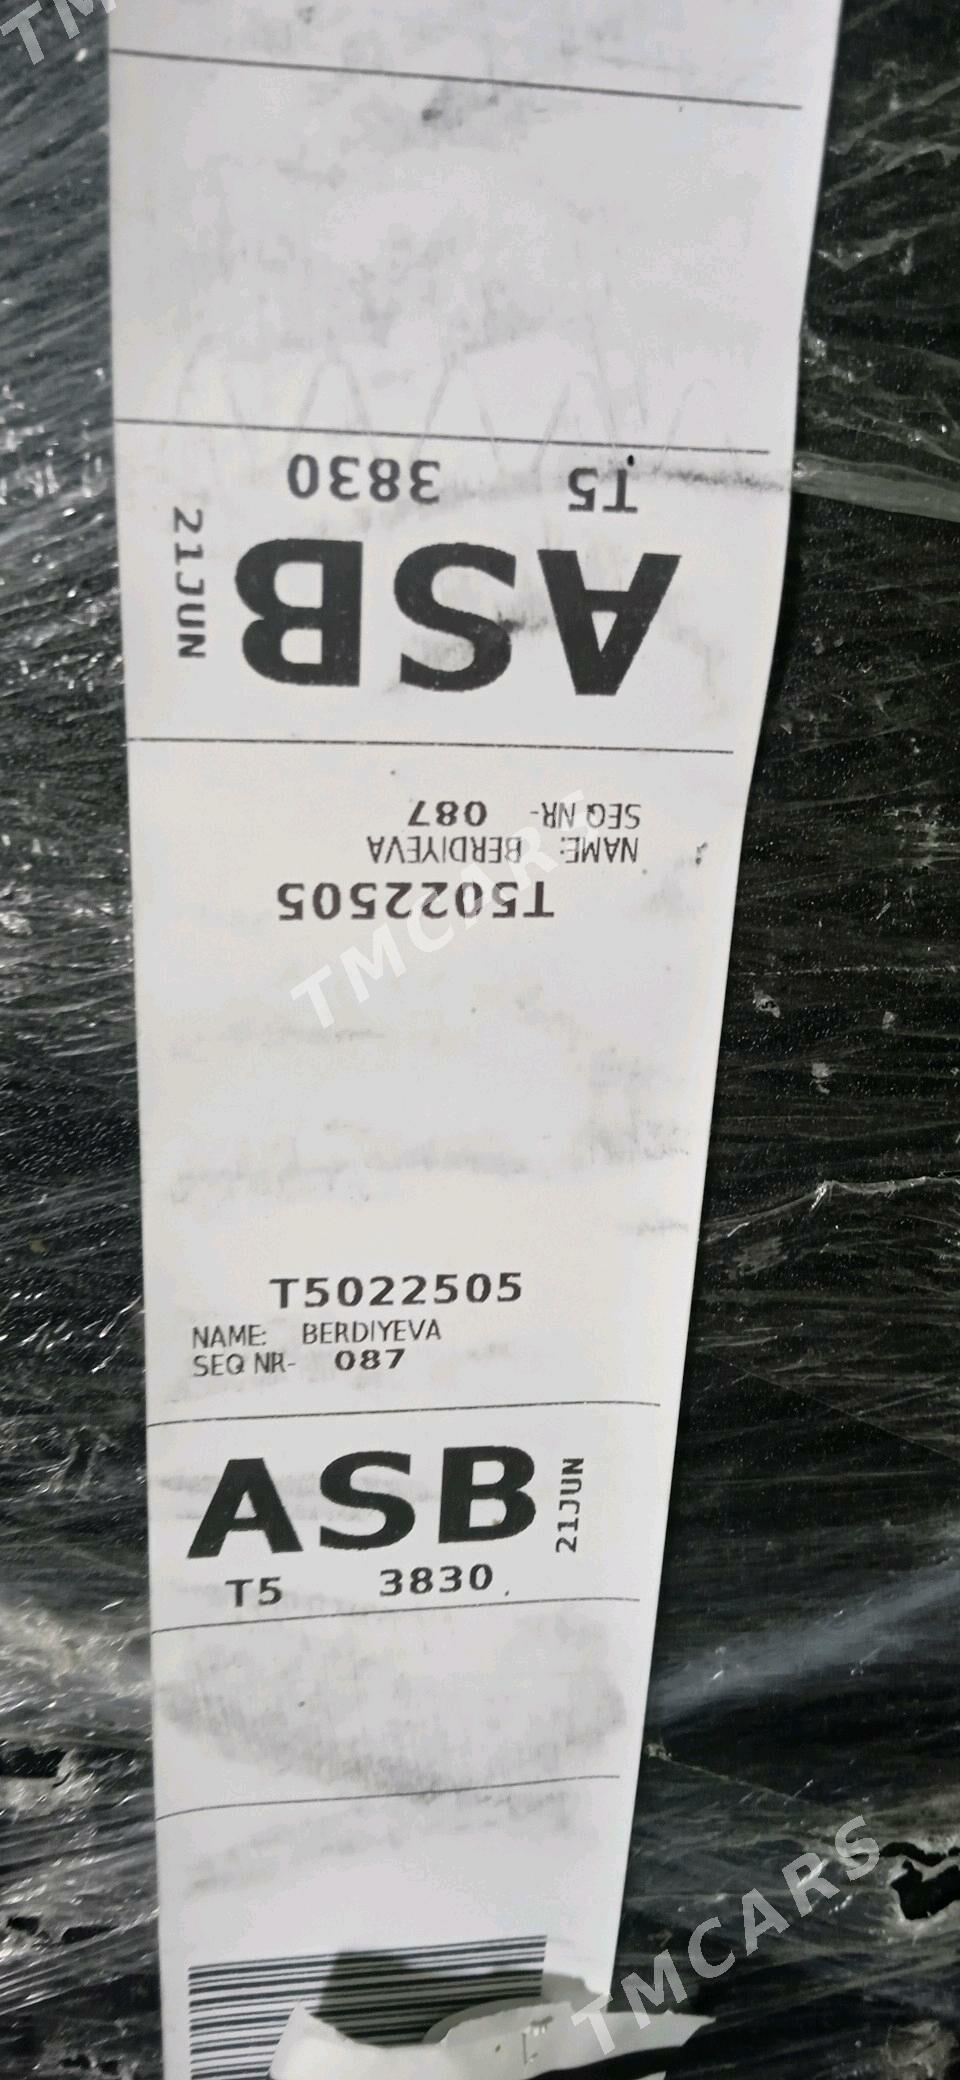 TM
T5 3830
ASB
21JUN
SEQ NR- 087
NAME: BERDIYEVA
T5022505
TMCARS
T5022505
NAME: BERDIYEVA
SEQ NR- 087
ASB
21JUN
T5 3830
TMCARS